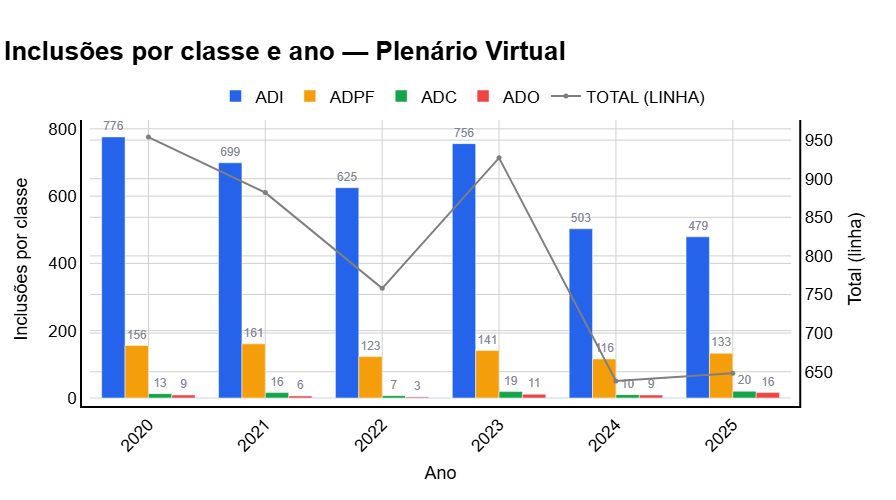 Inclusões por classe e ano — Plenário Virtual
ADI ADPF ADC ADO TOTAL (LINHA)
Inclusões por classe
800
600
400
200
0
776 156 13 9
699 161 16 6
625 123 7 3
756 141 19 11
503 116 10 9
479 133 20 16
950
900
850
800
750
700
650
Total (linha)
2020 2021 2022 2023 2024 2025
Ano